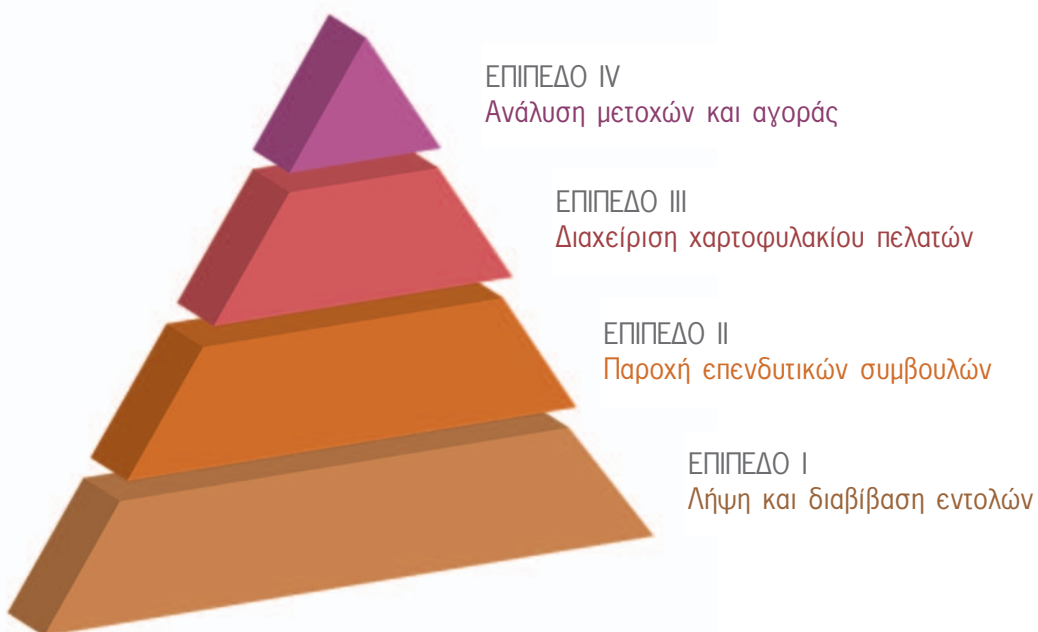 ΕΠΙΠΕΔΟ IV
Ανάλυση μετοχών και αγοράς
ΕΠΙΠΕΔΟ III
Διαχείριση χαρτοφυλακίου πελατών
ΕΠΙΠΕΔΟ II
Παροχή επενδυτικών συμβουλών
ΕΠΙΠΕΔΟ I
Λήψη και διαβίβαση εντολών